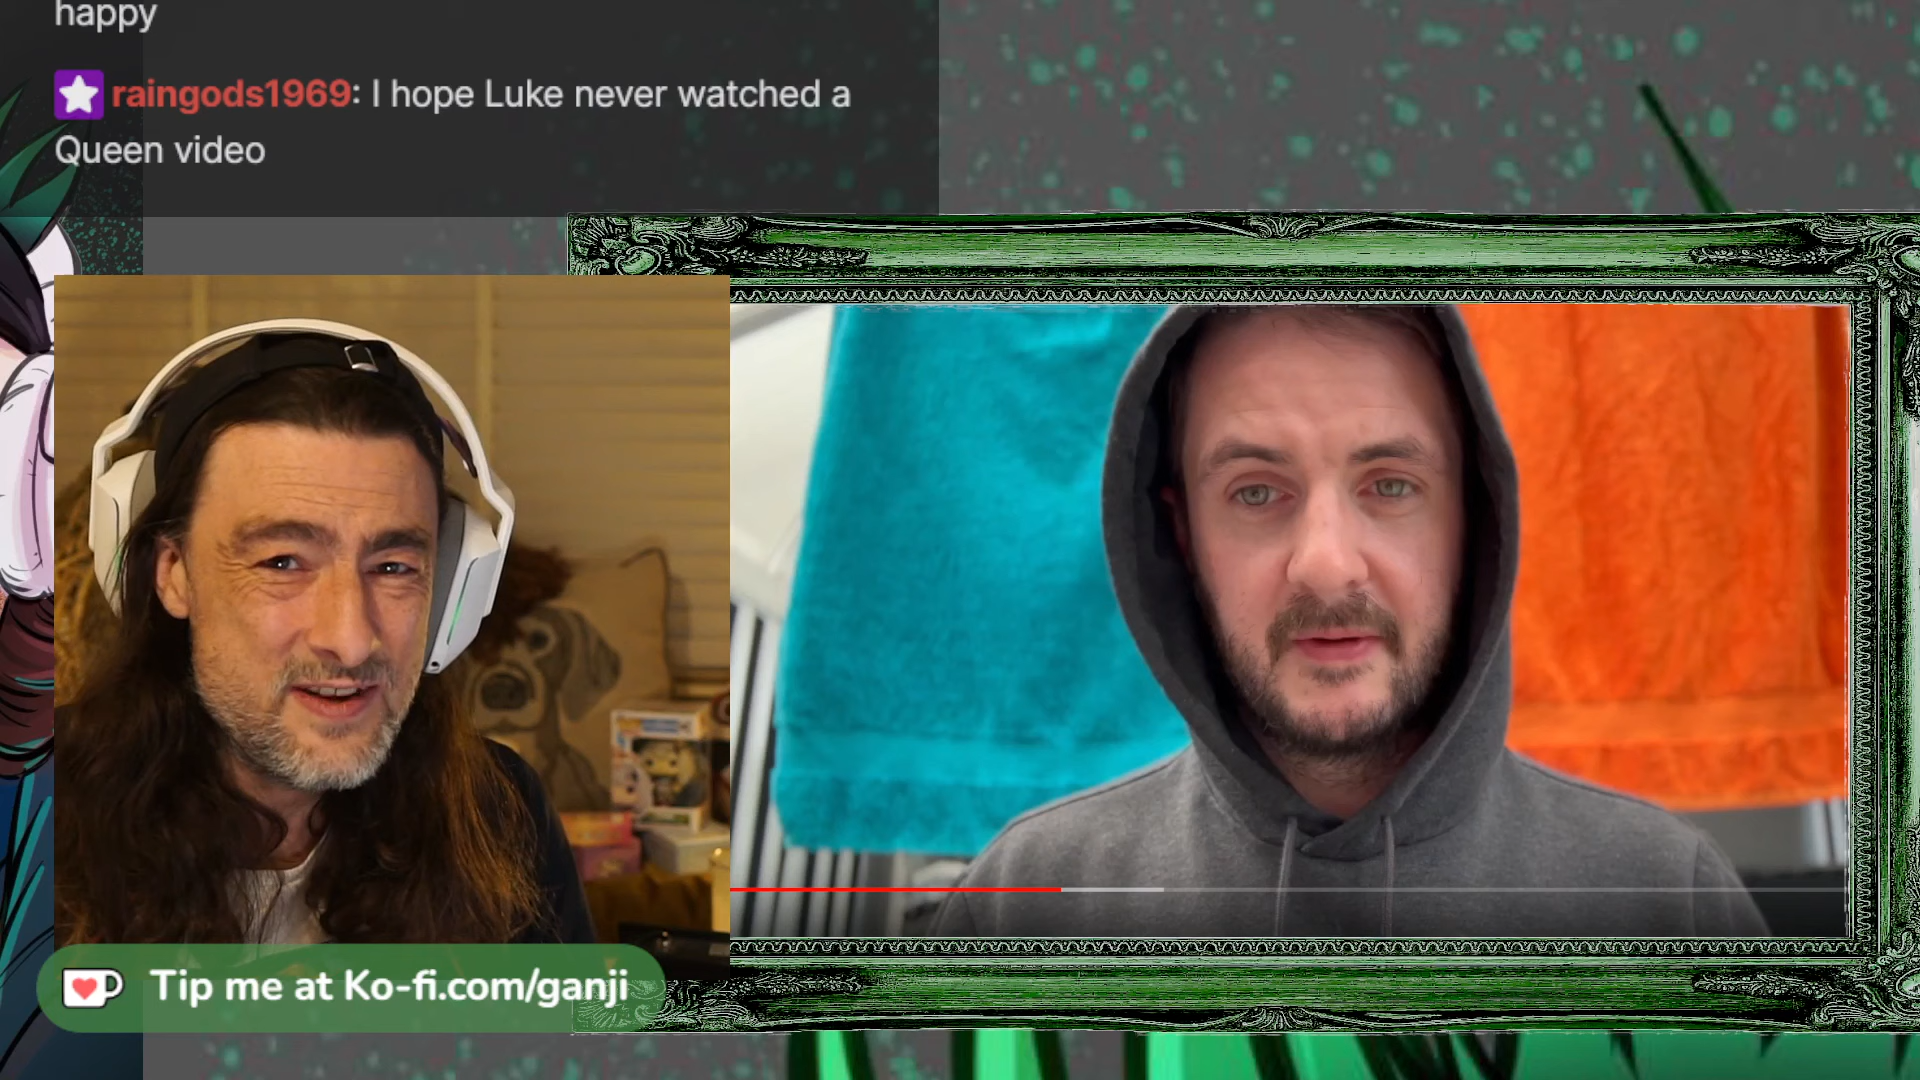 happy
raingods1969: I hope Luke never watched a
Queen video
Tip me at Ko-fi.com/ganji